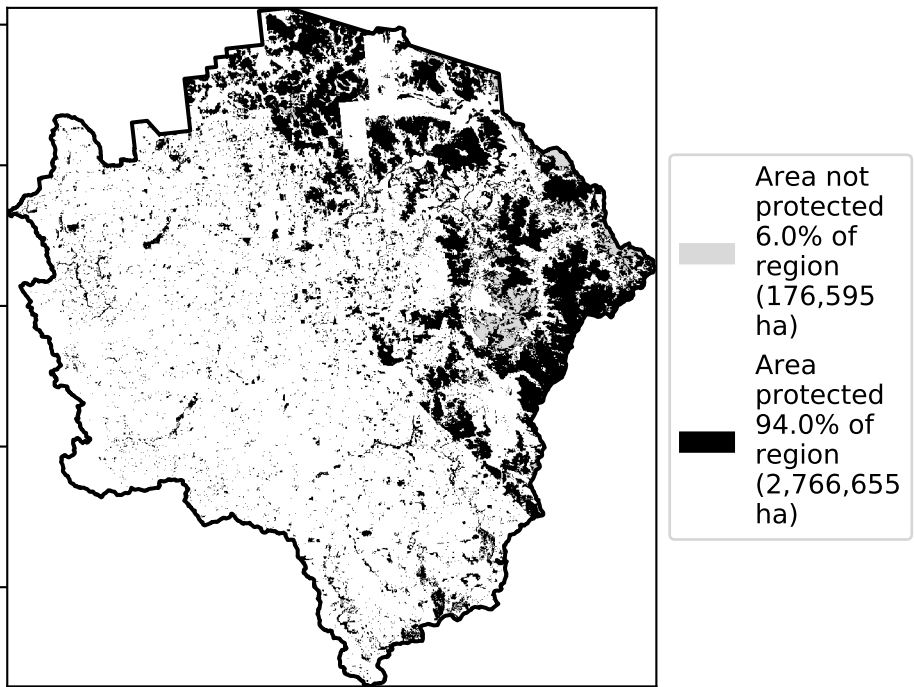 Area not
protected
6.0% of
region
(176,595
ha)
Area
protected
94.0% of
region
(2,766,655
ha)